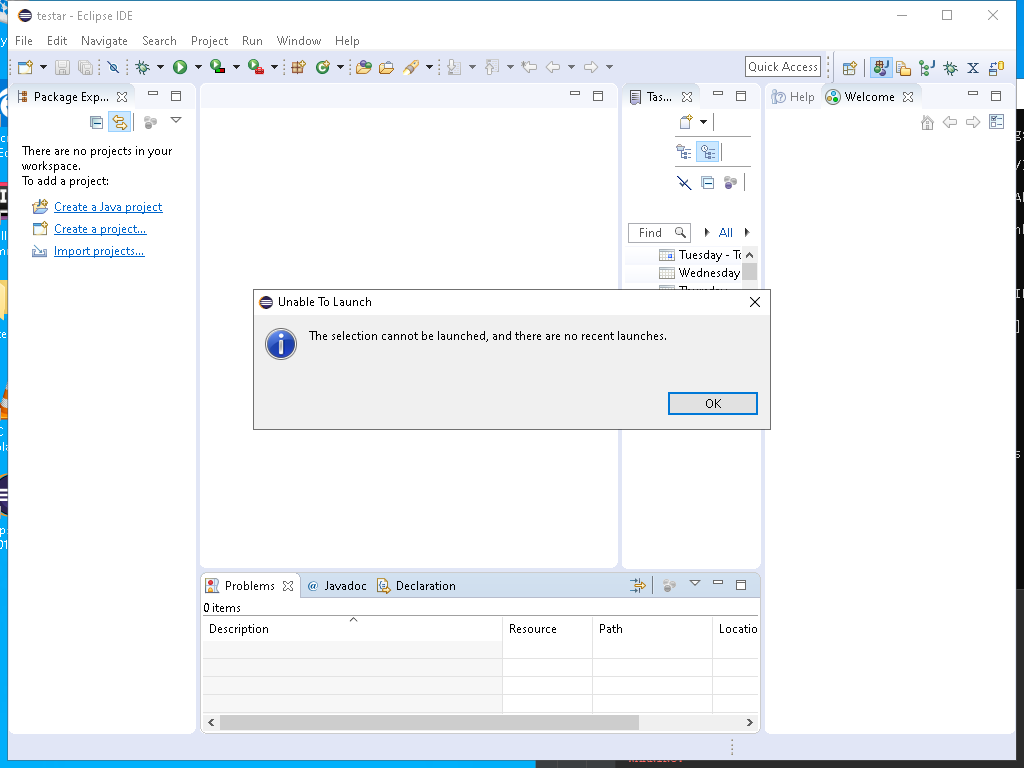 testar - Eclipse IDE
File Edit Navigate Search Project Run Window Help
Quick Access
Package Exp...
Tas...
Help
Welcome
There are no projects in your
workspace.
To add a project:
Create a Java project
Create a project...
Import projects...
Find
All
Tuesday - To
Wednesday
Unable To Launch
The selection cannot be launched, and there are no recent launches.
OK
Problems
@ Javadoc
Declaration
0 items
Description Resource Path Locatio